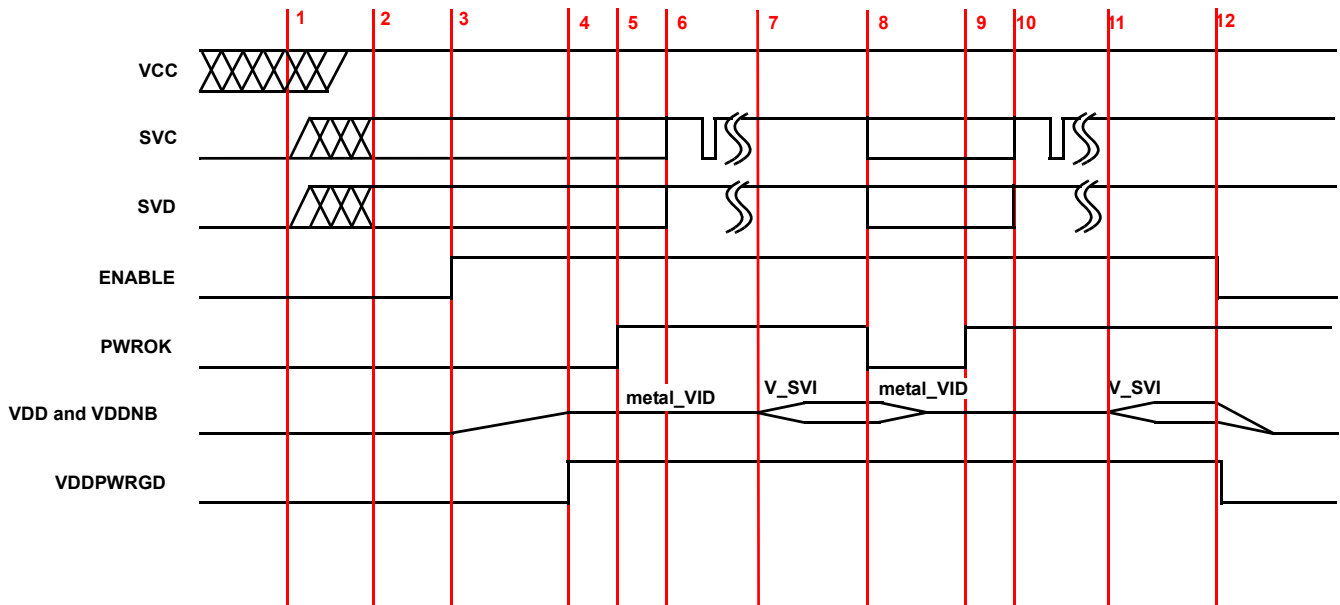 1 2 3 4 5 6 7 8 9 10 11 12
VCC
SVC
SVD
ENABLE
PWROK
metal_VID V_SVI metal_VID V_SVI
VDD and VDDNB
VDDPWRGD